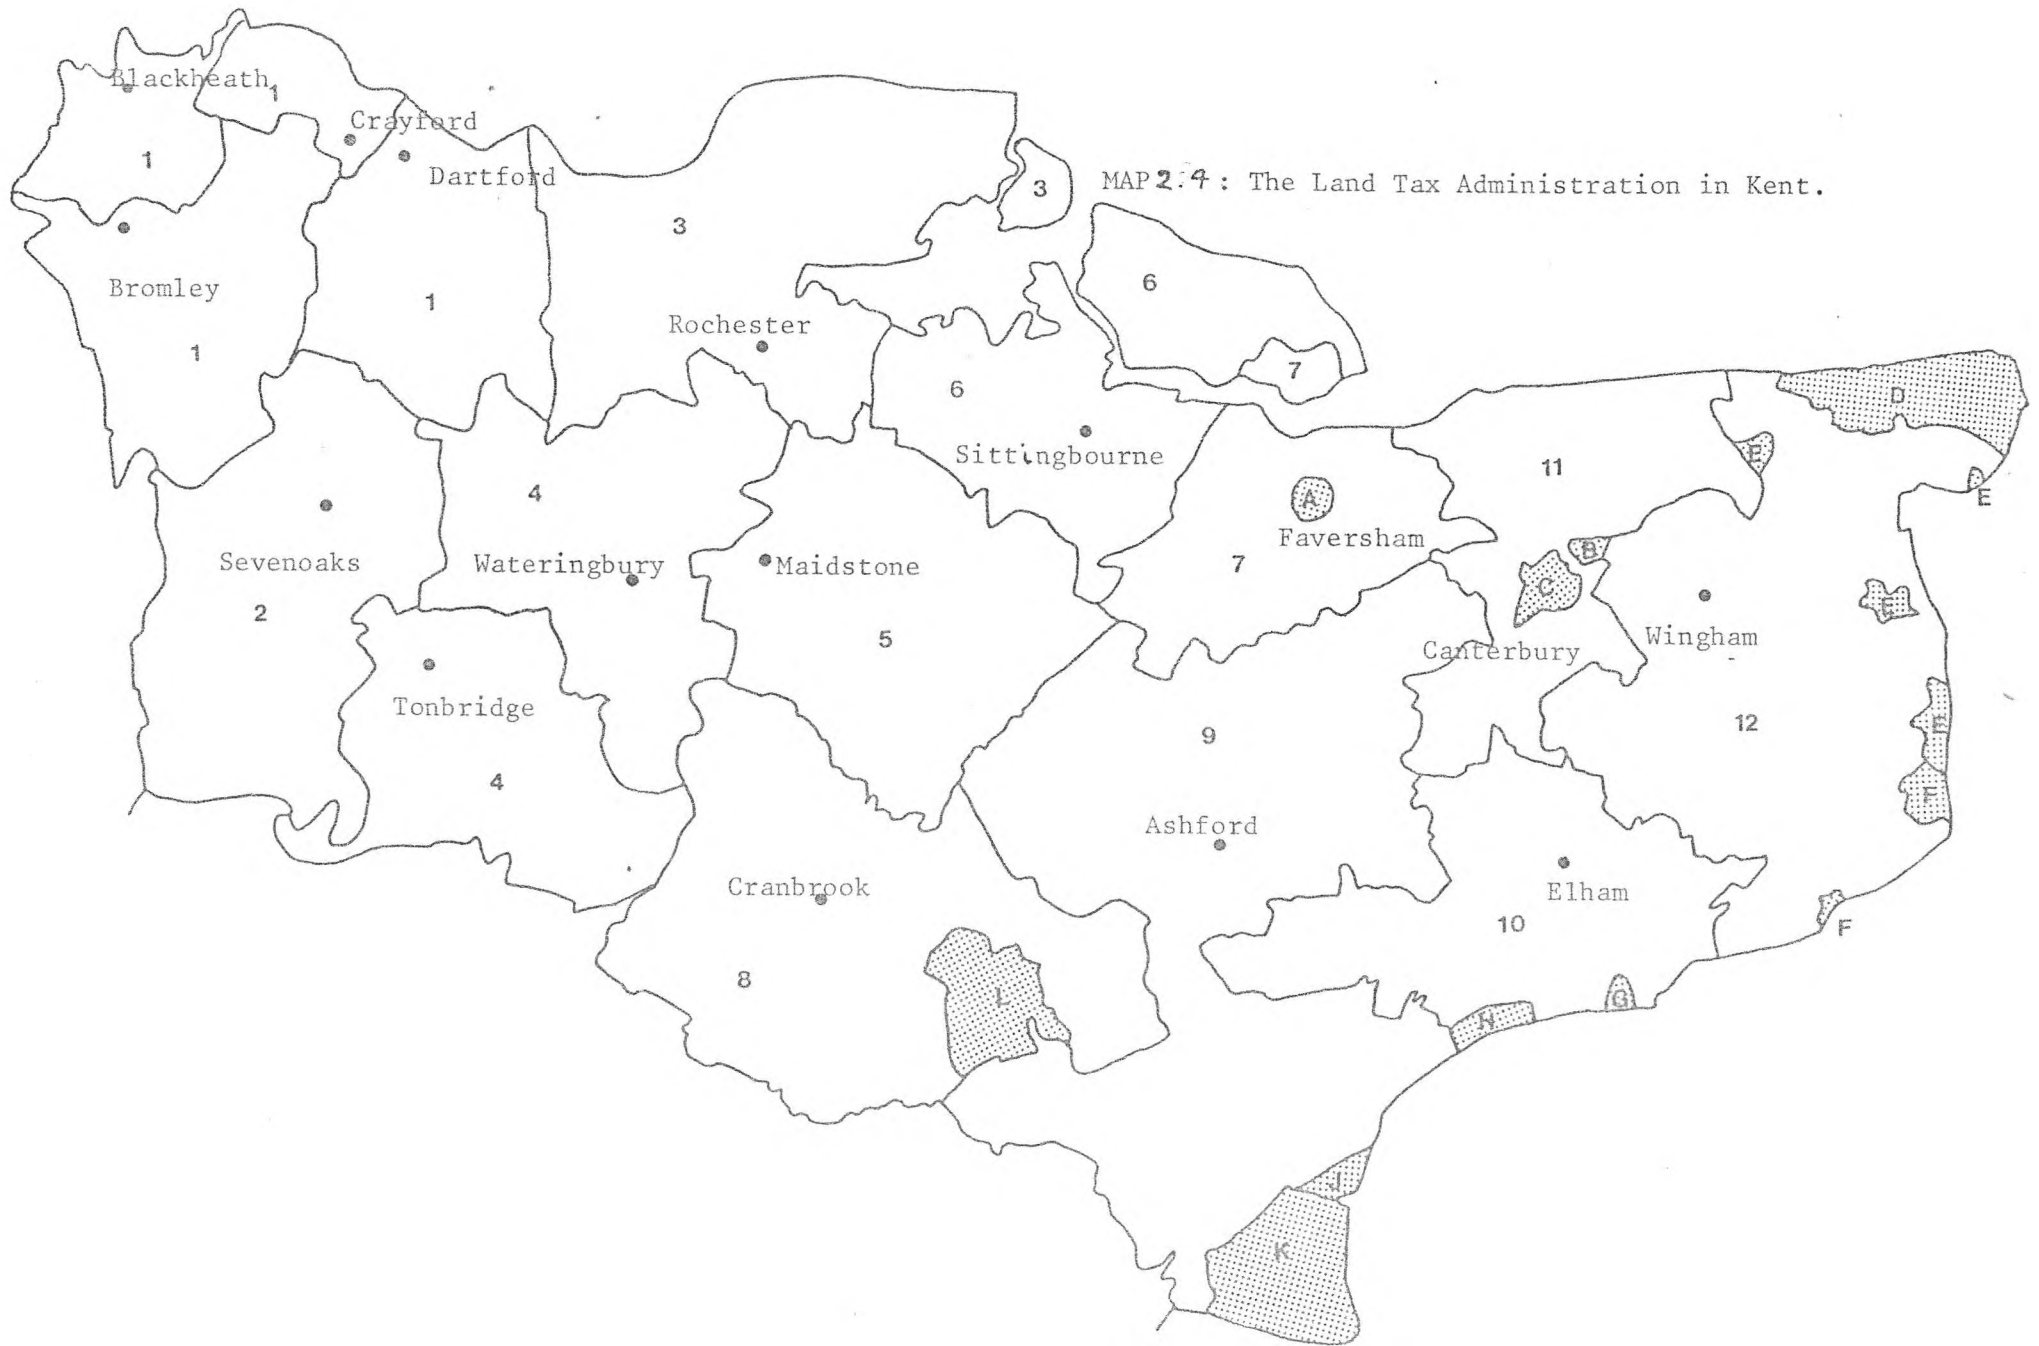 Blackheath
1
Crayford
1
Dartford
3
3
MAP 2.4: The Land Tax Administration in Kent.
Bromley
1
1
6
Rochester
7
6
D
Sittingbourne
11
E
4
A
E
Sevenoaks
Wateringbury
Maidstone
7
Faversham
B
C
E
2
5
Canterbury
Wingham
Tonbridge
9
12
E
4
F
Ashford
Cranbrook
Elham
10
F
8
L
G
H
J
K